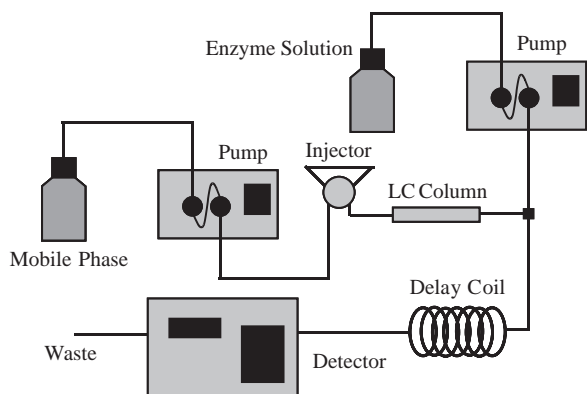 Enzyme Solution
Pump
Pump
Injector
LC Column
Mobile Phase
Delay Coil
Waste
Detector